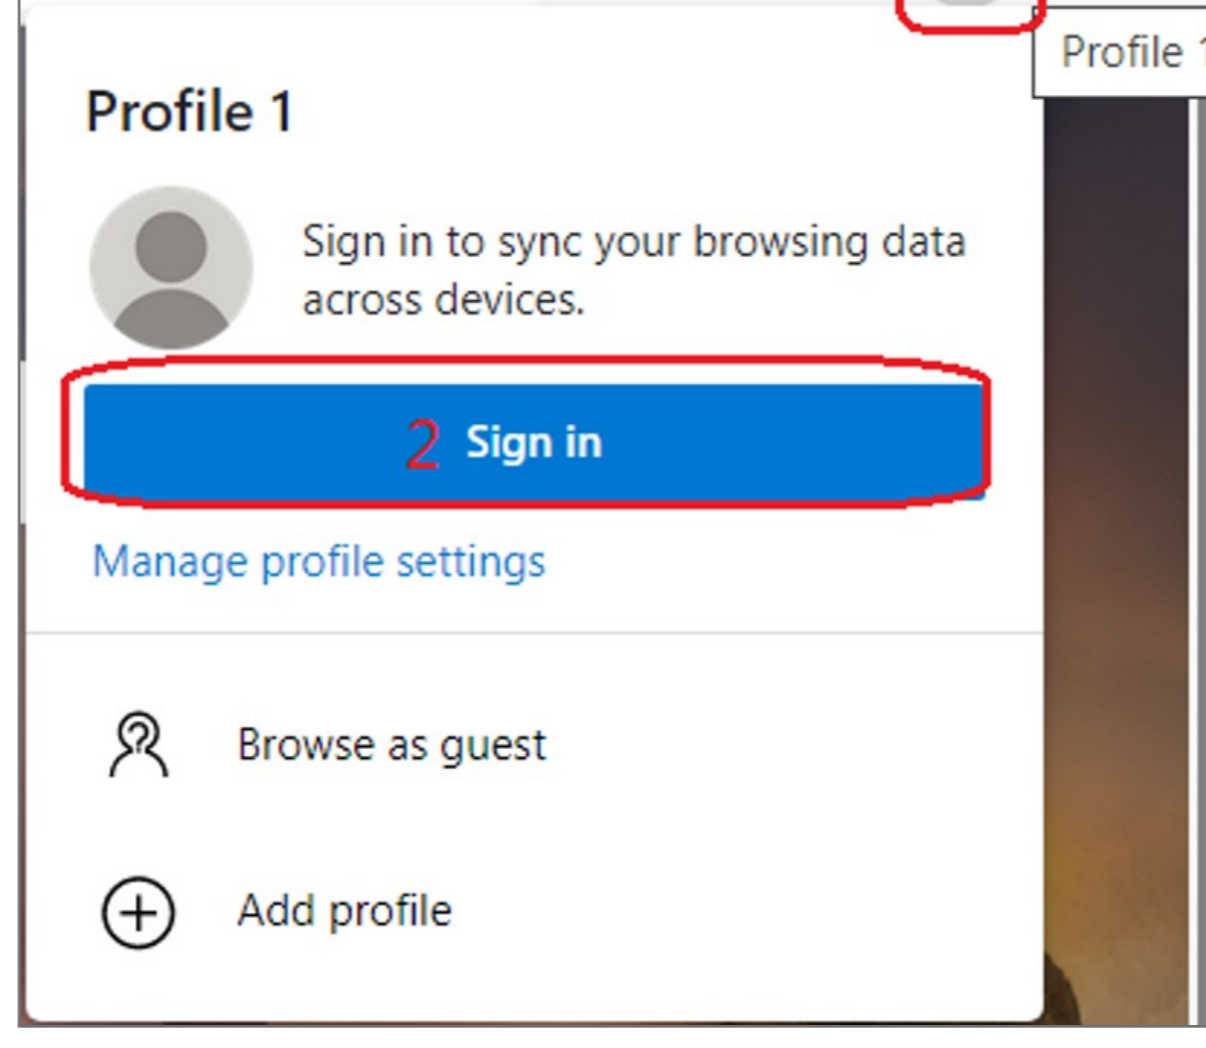 Profile 1
Profile 1
Sign in to sync your browsing data
across devices.
2 Sign in
Manage profile settings
Browse as guest
Add profile